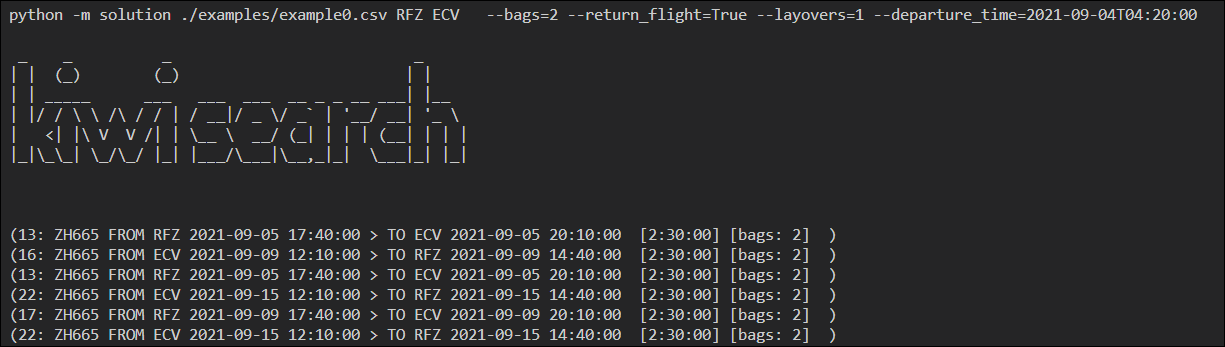 python -m solution ./examples/example0.csv RFZ ECV   --bags=2 --return_flight=True --layovers=1 --departure_time=2021-09-04T04:20:00
kiwisearch
(13: ZH665 FROM RFZ 2021-09-05 17:40:00 > TO ECV 2021-09-05 20:10:00  [2:30:00] [bags: 2]  )
(16: ZH665 FROM ECV 2021-09-09 12:10:00 > TO RFZ 2021-09-09 14:40:00  [2:30:00] [bags: 2]  )
(13: ZH665 FROM RFZ 2021-09-05 17:40:00 > TO ECV 2021-09-05 20:10:00  [2:30:00] [bags: 2]  )
(22: ZH665 FROM ECV 2021-09-15 12:10:00 > TO RFZ 2021-09-15 14:40:00  [2:30:00] [bags: 2]  )
(17: ZH665 FROM RFZ 2021-09-09 17:40:00 > TO ECV 2021-09-09 20:10:00  [2:30:00] [bags: 2]  )
(22: ZH665 FROM ECV 2021-09-15 12:10:00 > TO RFZ 2021-09-15 14:40:00  [2:30:00] [bags: 2]  )